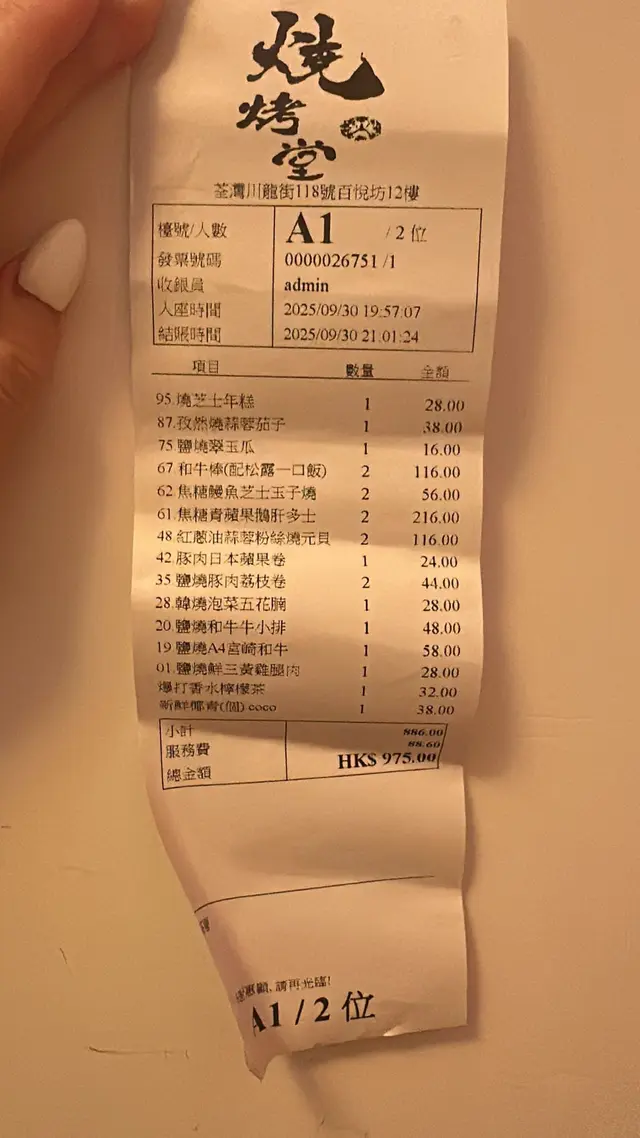 燒
烤
堂
荃灣川龍街118號百悅坊12樓
檯號/人數 A1 / 2 位
發票號碼 0000026751 /1
收銀員 admin
入座時間 2025/09/30 19:57:07
結賬時間 2025/09/30 21:01:24
項目 數量 金額
95.燒芝士年糕 1 28.00
87.孜然燒蒜蓉茄子 1 38.00
75.鹽燒翠玉瓜 1 16.00
67.和牛棒(配松露一口飯) 2 116.00
62.焦糖鰻魚芝士玉子燒 2 56.00
61.焦糖青蘋果鵝肝多士 2 216.00
48.紅蔥油蒜蓉粉絲燒元貝 2 116.00
42.豚肉日本蘋果卷 1 24.00
35.鹽燒豚肉荔枝卷 2 44.00
28.韓燒泡菜五花腩 1 28.00
20.鹽燒和牛牛小排 1 48.00
19.鹽燒A4宮崎和牛 1 58.00
01.鹽燒鮮三黃雞腿肉 1 28.00
爆打香水檸檬茶 1 32.00
新鮮椰青(個) coco 1 38.00
小計 886.00
服務費 88.60
總金額 HK$ 975.00
惠顧, 請再光臨!
A1 / 2 位